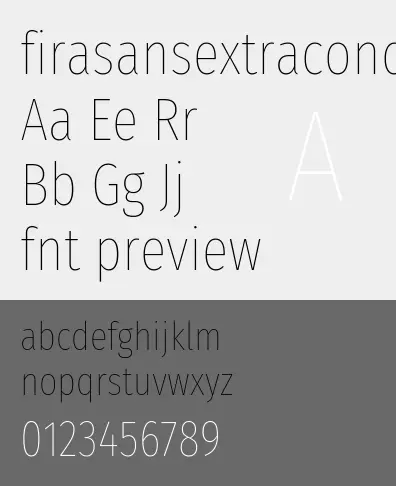 firasansextracond
Aa Ee Rr
A
Bb Gg Jj
fnt preview
abcdefghijklm
nopqrstuvwxyz
0123456789